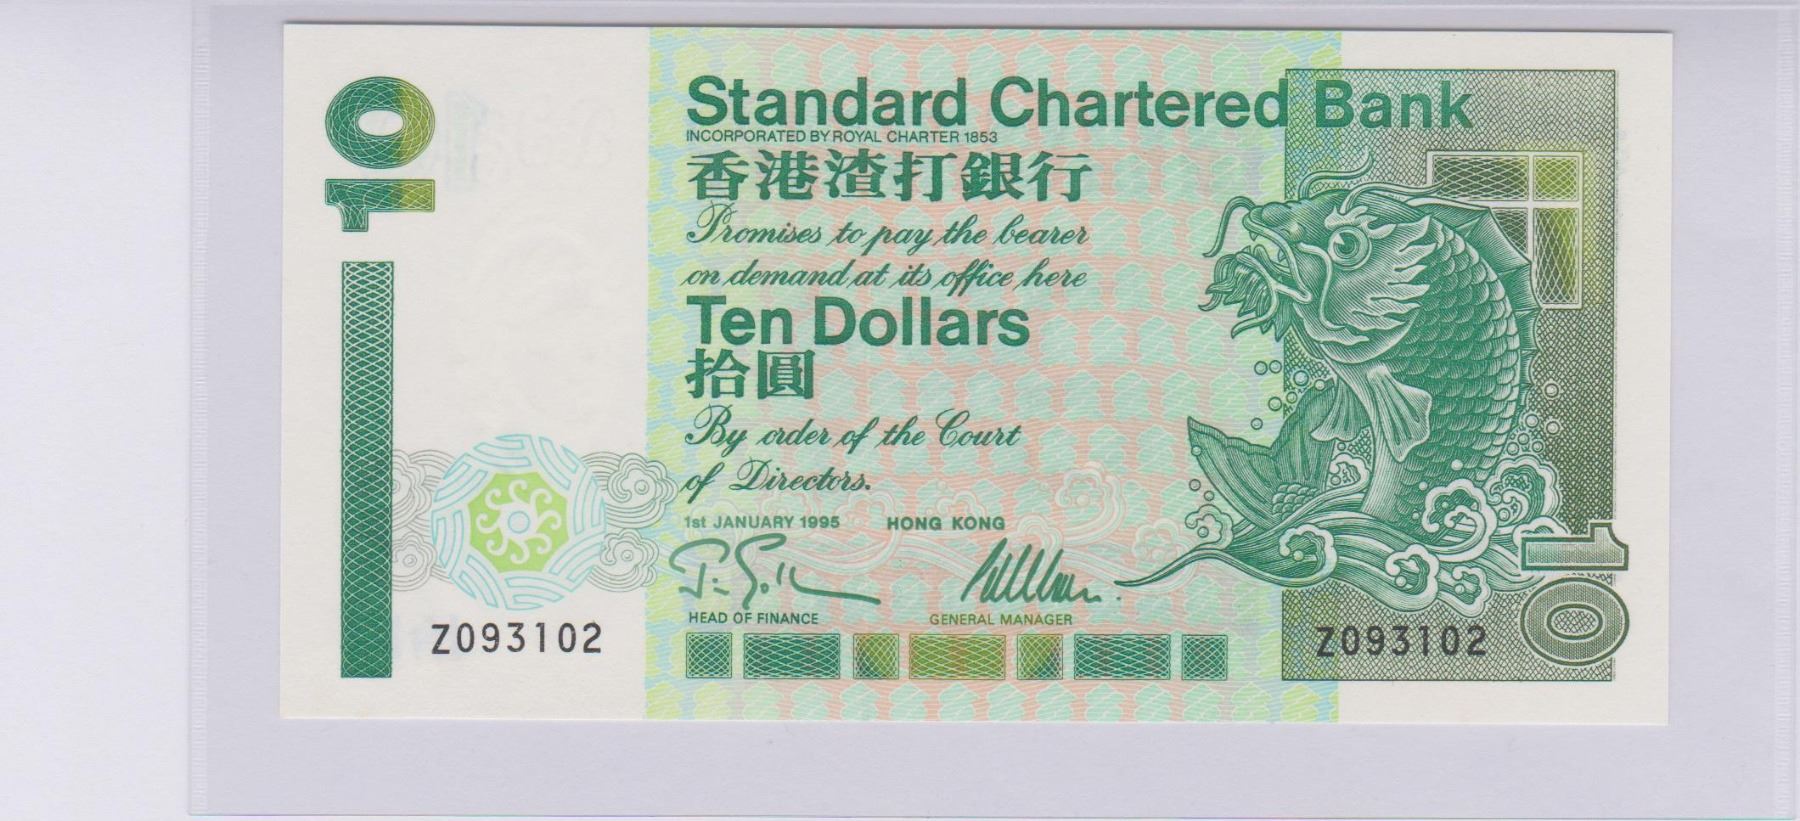 10
Standard Chartered Bank
INCORPORATED BY ROYAL CHARTER 1853
香港渣打銀行
Promises to pay the bearer
on demand at its office here
Ten Dollars
拾圓
By order of the Court
of Directors.
1st JANUARY 1995 HONG KONG
HEAD OF FINANCE GENERAL MANAGER
Z093102 Z093102
10